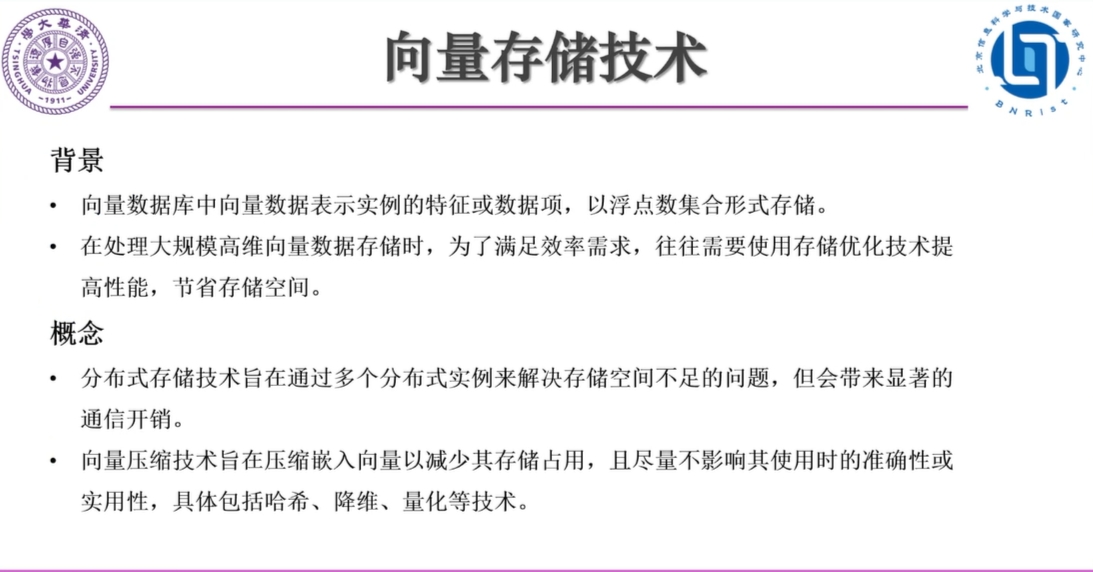 向量存储技术
TSINGHUA UNIVERSITY
-1911-
北京信息科学与技术国家研究中心
BNRist
背景
• 向量数据库中向量数据表示实例的特征或数据项，以浮点数集合形式存储。
• 在处理大规模高维向量数据存储时，为了满足效率需求，往往需要使用存储优化技术提
高性能，节省存储空间。
概念
• 分布式存储技术旨在通过多个分布式实例来解决存储空间不足的问题，但会带来显著的
通信开销。
• 向量压缩技术旨在压缩嵌入向量以减少其存储占用，且尽量不影响其使用时的准确性或
实用性，具体包括哈希、降维、量化等技术。